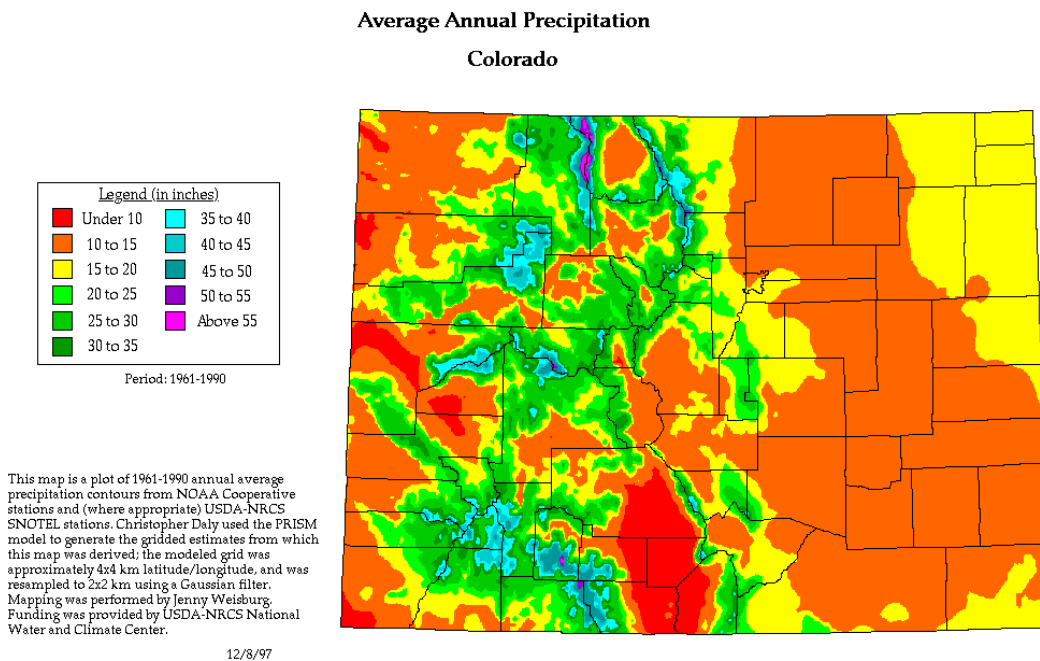 Average Annual Precipitation
Colorado
Legend (in inches)
Under 10
10 to 15
15 to 20
20 to 25
25 to 30
30 to 35
35 to 40
40 to 45
45 to 50
50 to 55
Above 55
Period: 1961-1990
This map is a plot of 1961-1990 annual average
precipitation contours from NOAA Cooperative
stations and (where appropriate) USDA-NRCS
SNOTEL stations. Christopher Daly used the PRISM
model to generate the gridded estimates from which
this map was derived; the modeled grid was
approximately 4x4 km latitude/longitude, and was
resampled to 2x2 km using a Gaussian filter.
Mapping was performed by Jenny Weisburg.
Funding was provided by USDA-NRCS National
Water and Climate Center.
12/8/97